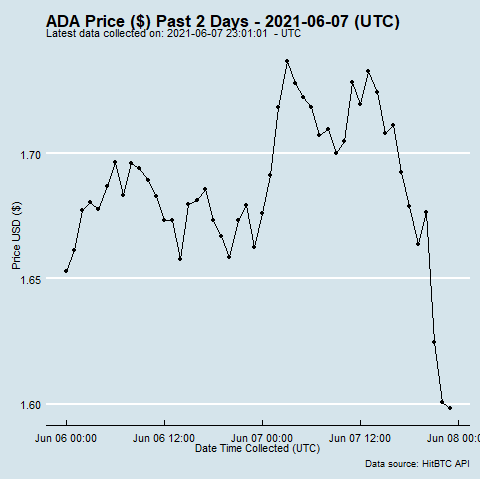 ADA Price ($) Past 2 Days - 2021-06-07 (UTC)
Latest data collected on: 2021-06-07 23:01:01 - UTC
Price USD ($)
1.70
1.65
1.60
Jun 06 00:00 Jun 06 12:00 Jun 07 00:00 Jun 07 12:00 Jun 08 00:00
Date Time Collected (UTC)
Data source: HitBTC API